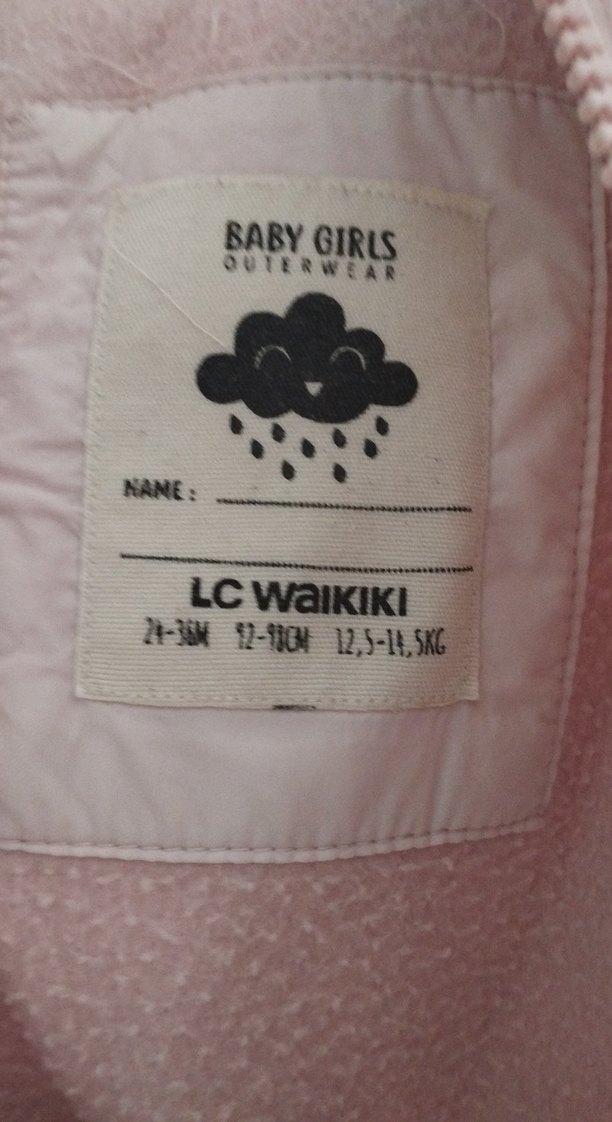 BABY GIRLS
OUTERWEAR
NAME:
LC WAIKIKI
24-36M 92-98CM 12,5-14,5KG